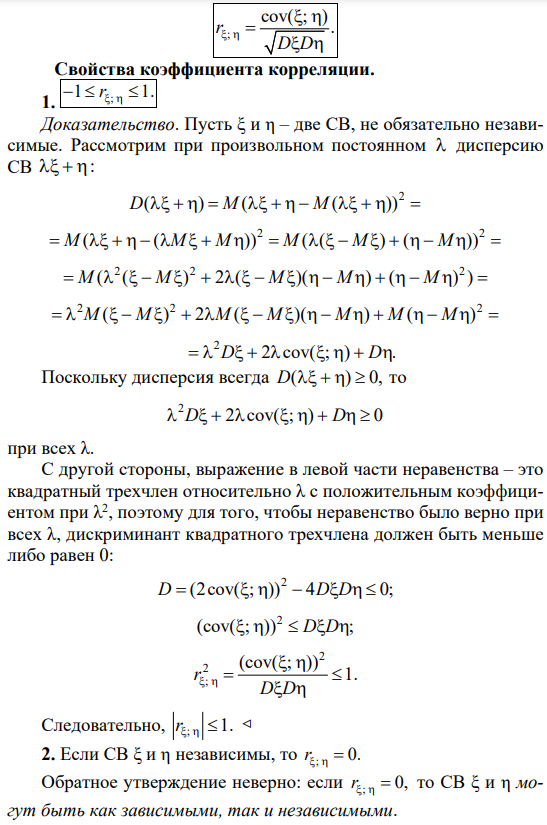 r_{ξ; η} = cov(ξ; η) / √(DξDη).
Свойства коэффициента корреляции.
1. −1 ≤ r_{ξ; η} ≤ 1.
Доказательство. Пусть ξ и η – две СВ, не обязательно незави-
симые. Рассмотрим при произвольном постоянном λ дисперсию
СВ λξ + η:
D(λξ + η) = M(λξ + η − M(λξ + η))² =
= M(λξ + η − (λMξ + Mη))² = M(λ(ξ − Mξ) + (η − Mη))² =
= M(λ²(ξ − Mξ)² + 2λ(ξ − Mξ)(η − Mη) + (η − Mη)²) =
= λ²M(ξ − Mξ)² + 2λM(ξ − Mξ)(η − Mη) + M(η − Mη)² =
= λ²Dξ + 2λcov(ξ; η) + Dη.
Поскольку дисперсия всегда D(λξ + η) ≥ 0, то
λ²Dξ + 2λcov(ξ; η) + Dη ≥ 0
при всех λ.
С другой стороны, выражение в левой части неравенства – это
квадратный трехчлен относительно λ с положительным коэффици-
ентом при λ², поэтому для того, чтобы неравенство было верно при
всех λ, дискриминант квадратного трехчлена должен быть меньше
либо равен 0:
D = (2cov(ξ; η))² − 4DξDη ≤ 0;
(cov(ξ; η))² ≤ DξDη;
r²_{ξ; η} = (cov(ξ; η))² / DξDη ≤ 1.
Следовательно, |r_{ξ; η}| ≤ 1. ◁
2. Если СВ ξ и η независимы, то r_{ξ; η} = 0.
Обратное утверждение неверно: если r_{ξ; η} = 0, то СВ ξ и η мо-
гут быть как зависимыми, так и независимыми.